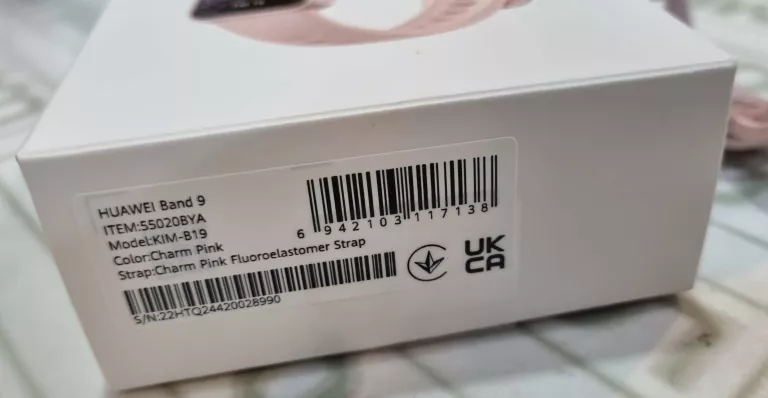 HUAWEI Band 9
ITEM:55020BYA
Model:KIM-B19
Color:Charm Pink
Strap:Charm Pink Fluoroelastomer Strap
6 942103 117138
S/N:22HTQ24420028990
UK
CA